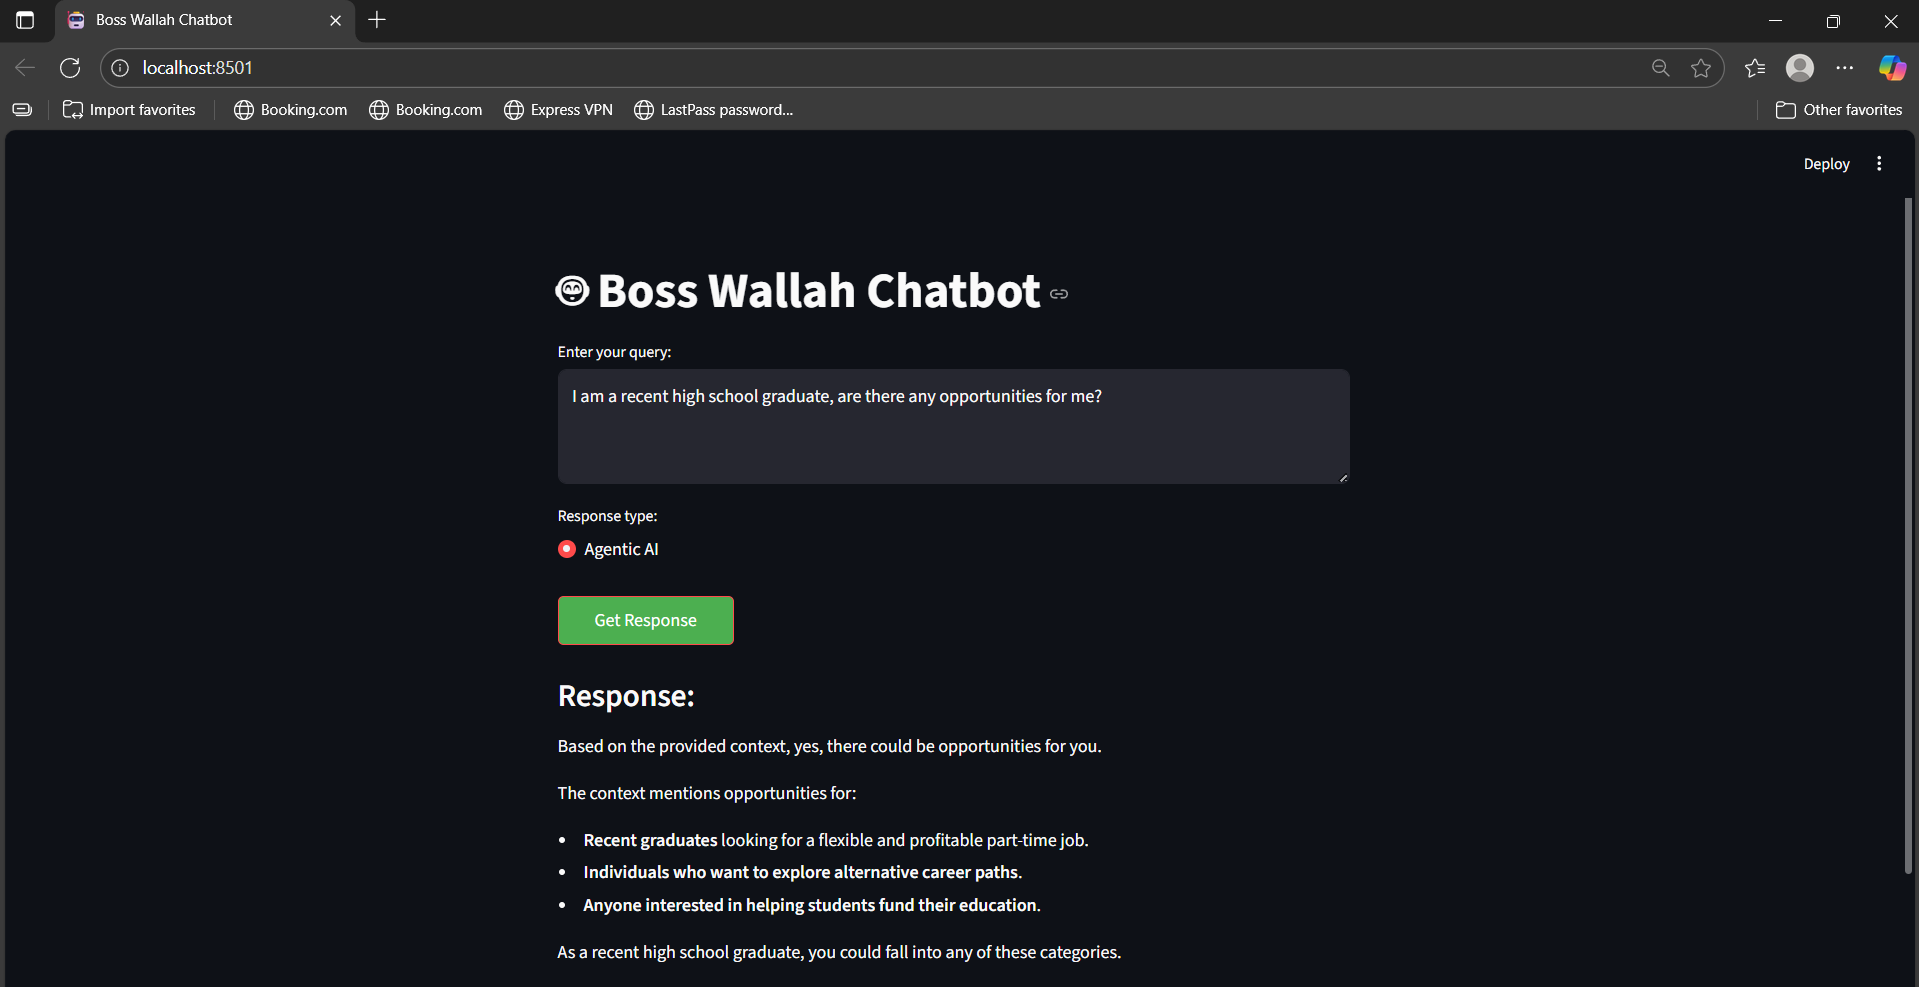 Boss Wallah Chatbot
localhost:8501
Import favorites
Booking.com
Booking.com
Express VPN
LastPass password...
Other favorites
Deploy
Boss Wallah Chatbot
Enter your query:
I am a recent high school graduate, are there any opportunities for me?
Response type:
Agentic AI
Get Response
Response:
Based on the provided context, yes, there could be opportunities for you.
The context mentions opportunities for:
• Recent graduates looking for a flexible and profitable part-time job.
• Individuals who want to explore alternative career paths.
• Anyone interested in helping students fund their education.
As a recent high school graduate, you could fall into any of these categories.